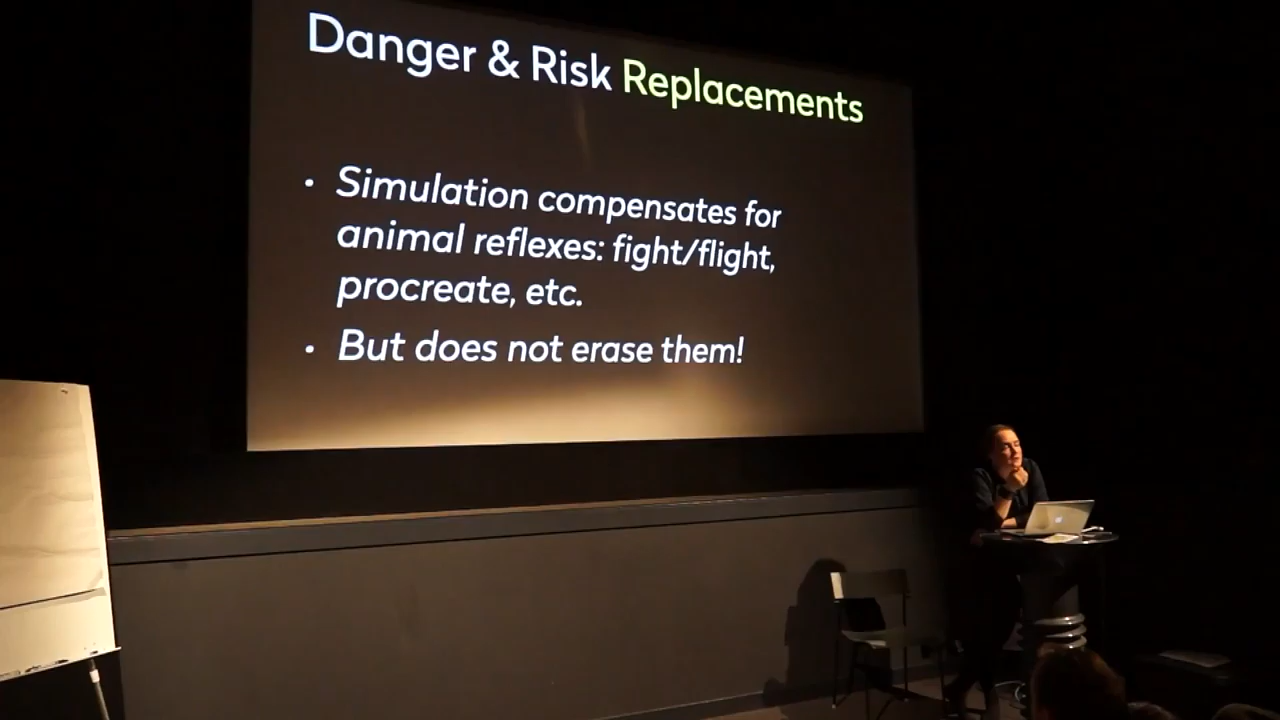 Danger & Risk Replacements
• Simulation compensates for
animal reflexes: fight/flight,
procreate, etc.
• But does not erase them!